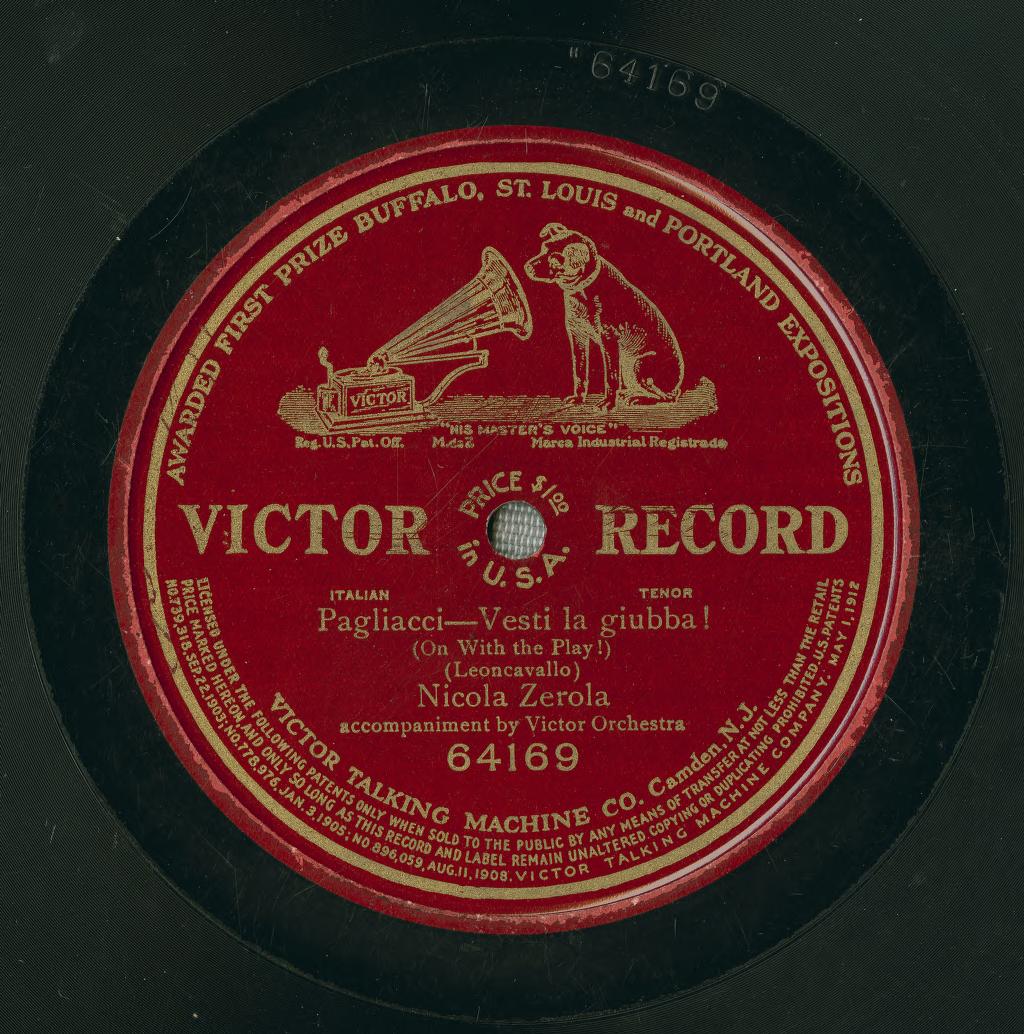 "64169
AWARDED FIRST PRIZE BUFFALO, ST. LOUIS and PORTLAND EXPOSITIONS
VICTOR
"HIS MASTER'S VOICE"
Reg. U.S. Pat. Off. M.de Marca Industrial Registrada
PRICE $1.00
VICTOR RECORD
in U.S.A.
ITALIAN TENOR
Pagliacci—Vesti la giubba!
(On With the Play!)
(Leoncavallo)
Nicola Zerola
accompaniment by Victor Orchestra
64169
VICTOR TALKING MACHINE CO. Camden, N.J.
LICENSED UNDER THE FOLLOWING PATENTS ONLY WHEN SOLD TO THE PUBLIC BY ANY MEANS OF TRANSFER AT NOT LESS THAN THE RETAIL
PRICE MARKED HEREON, AND ONLY SO LONG AS THIS RECORD AND LABEL REMAIN UNALTERED. COPYING OR DUPLICATING PROHIBITED. U.S. PATENTS
NO. 739,318. SEP. 22, 1903; NO. 778,976, JAN. 3, 1905; NO 896,059, AUG. 11, 1908, VICTOR TALKING MACHINE COMPANY. MAY 1, 1912